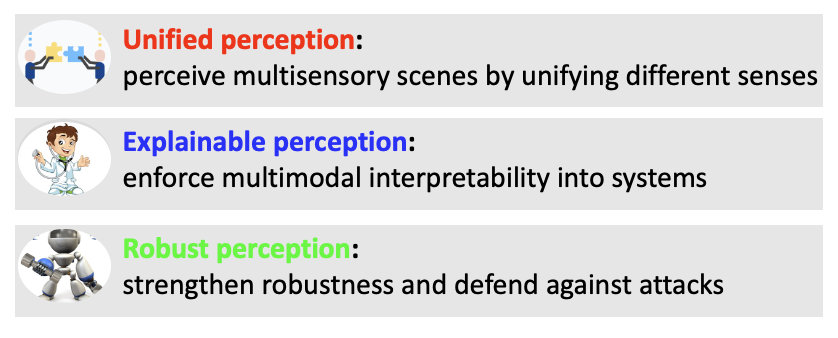 Unified perception:
perceive multisensory scenes by unifying different senses
Explainable perception:
enforce multimodal interpretability into systems
Robust perception:
strengthen robustness and defend against attacks